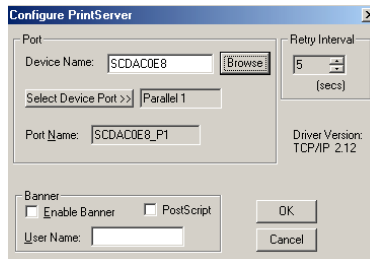 Configure PrintServer
Port
Device Name: SCDAC0E8 Browse
Select Device Port >> Parallel 1
Port Name: SCDAC0E8_P1
Retry Interval
5
(secs)
Driver Version:
TCP/IP 2.12
Banner
Enable Banner PostScript
User Name:
OK
Cancel